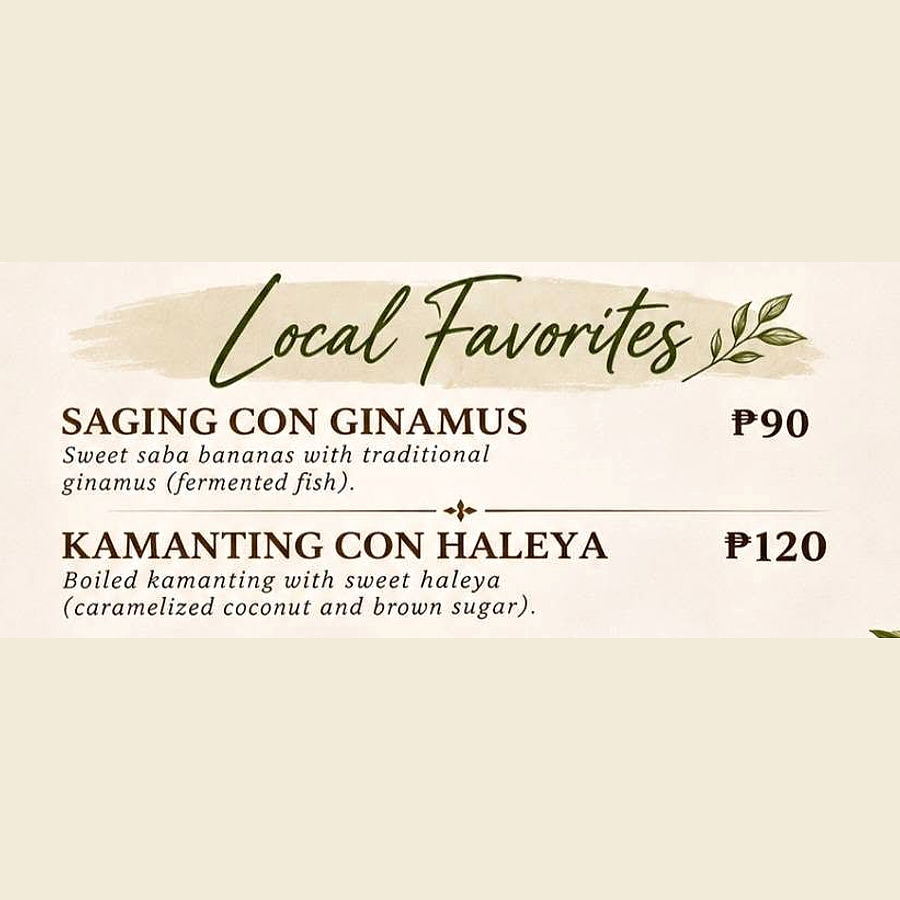 Local Favorites
SAGING CON GINAMUS ₱90
Sweet saba bananas with traditional
ginamus (fermented fish).
KAMANTING CON HALEYA ₱120
Boiled kamanting with sweet haleya
(caramelized coconut and brown sugar).